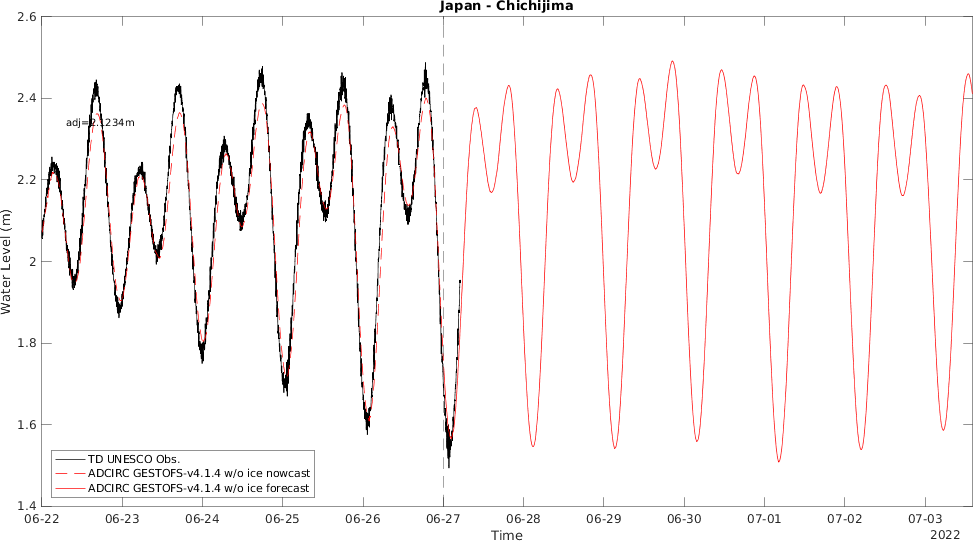 Japan - Chichijima
2.6
2.4
2.2
2
1.8
1.6
1.4
Water Level (m)
adj=2.1234m
TD UNESCO Obs.
ADCIRC GESTOFS-v4.1.4 w/o ice nowcast
ADCIRC GESTOFS-v4.1.4 w/o ice forecast
06-22 06-23 06-24 06-25 06-26 06-27 06-28 06-29 06-30 07-01 07-02 07-03
Time
2022